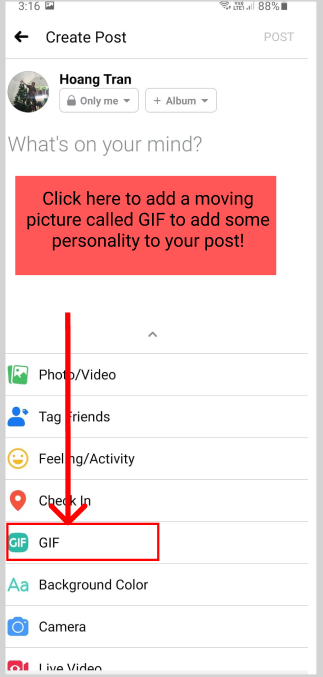 3:16 88%
Create Post POST
Hoang Tran
Only me + Album
What's on your mind?
Click here to add a moving
picture called GIF to add some
personality to your post!
Photo/Video
Tag Friends
Feeling/Activity
Check In
GIF GIF
Aa Background Color
Camera
Live Video